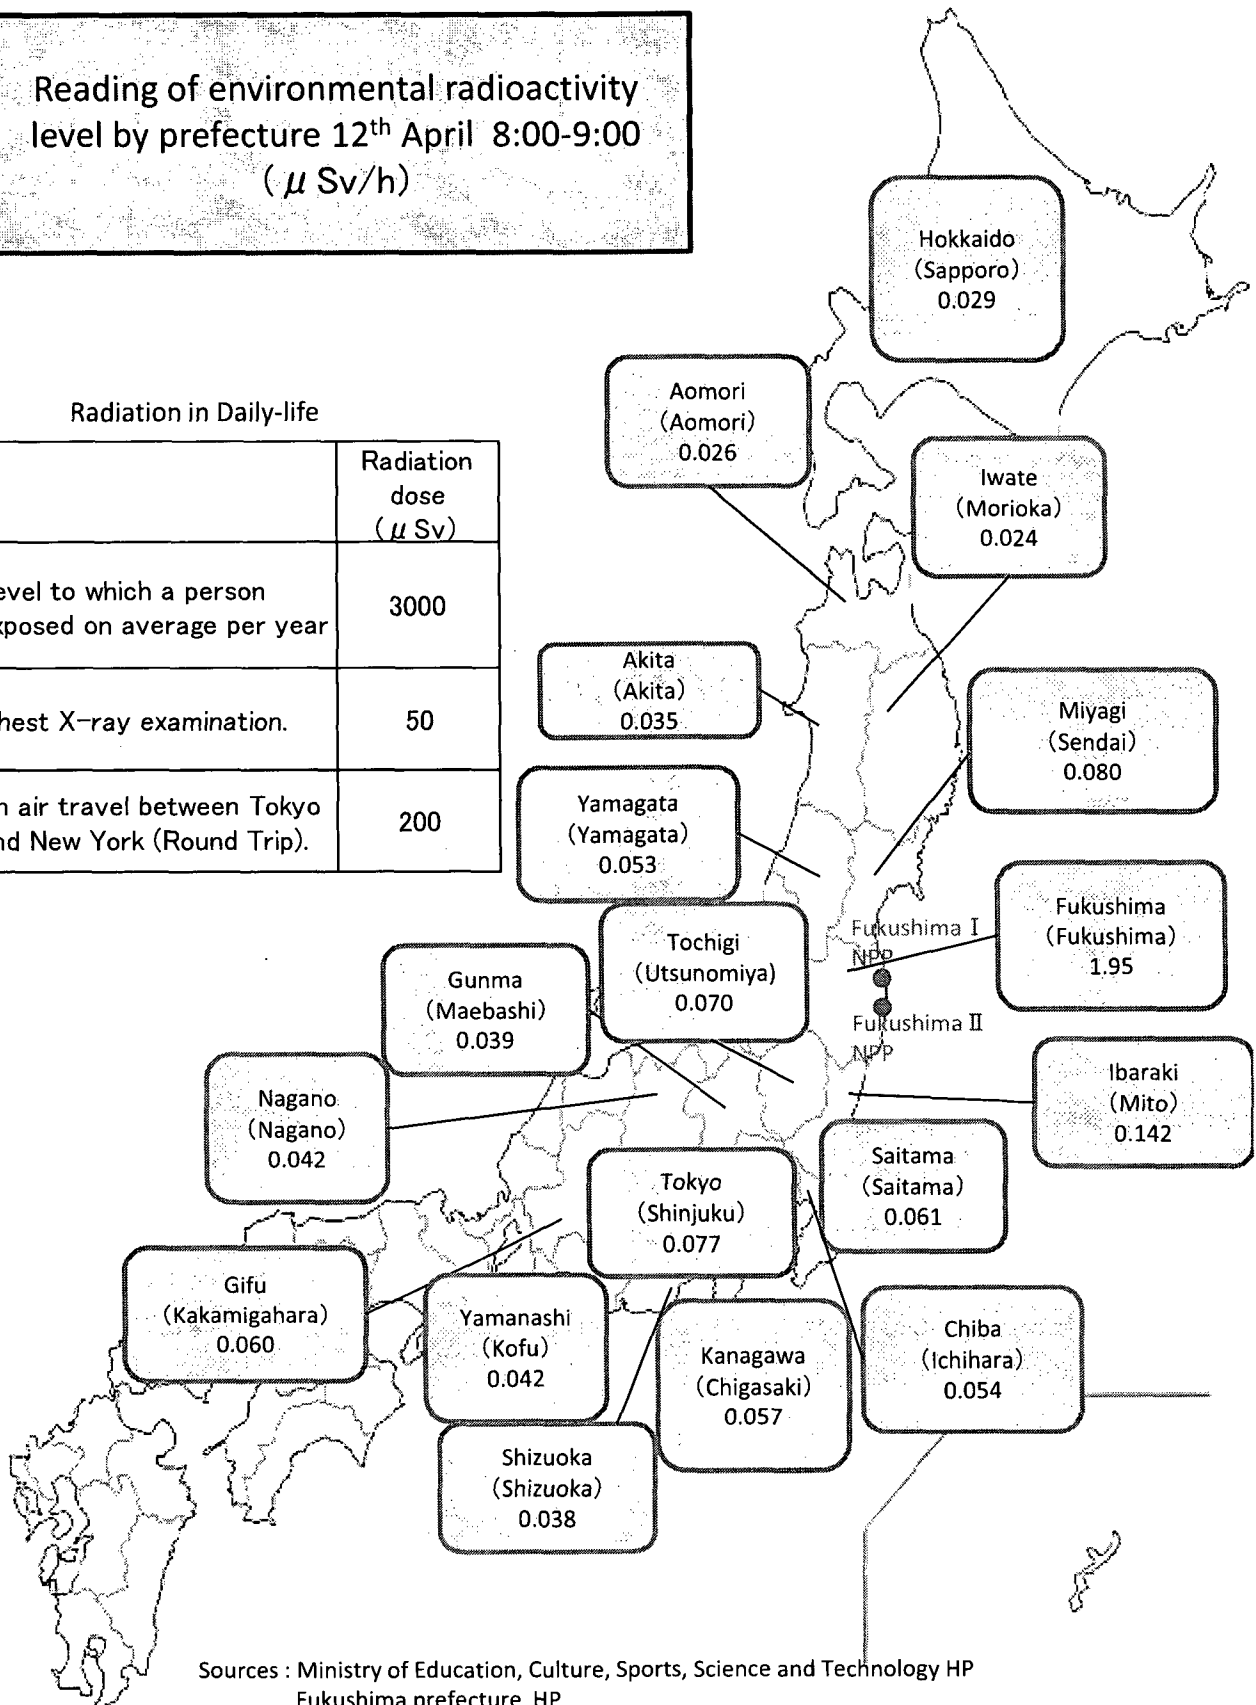 Reading of environmental radioactivity
level by prefecture 12th April 8:00-9:00
(μ Sv/h)
Hokkaido
(Sapporo)
0.029
Aomori
(Aomori)
0.026
Iwate
(Morioka)
0.024
Radiation in Daily-life
Radiation
dose
(μ Sv)
evel to which a person
xposed on average per year
3000
hest X-ray examination.
50
n air travel between Tokyo
nd New York (Round Trip).
200
Akita
(Akita)
0.035
Miyagi
(Sendai)
0.080
Yamagata
(Yamagata)
0.053
Fukushima
(Fukushima)
1.95
Fukushima I
NPP
Fukushima II
NPP
Tochigi
(Utsunomiya)
0.070
Gunma
(Maebashi)
0.039
Nagano
(Nagano)
0.042
Ibaraki
(Mito)
0.142
Saitama
(Saitama)
0.061
Tokyo
(Shinjuku)
0.077
Gifu
(Kakamigahara)
0.060
Yamanashi
(Kofu)
0.042
Kanagawa
(Chigasaki)
0.057
Chiba
(Ichihara)
0.054
Shizuoka
(Shizuoka)
0.038
Sources : Ministry of Education, Culture, Sports, Science and Technology HP
Fukushima prefecture HP